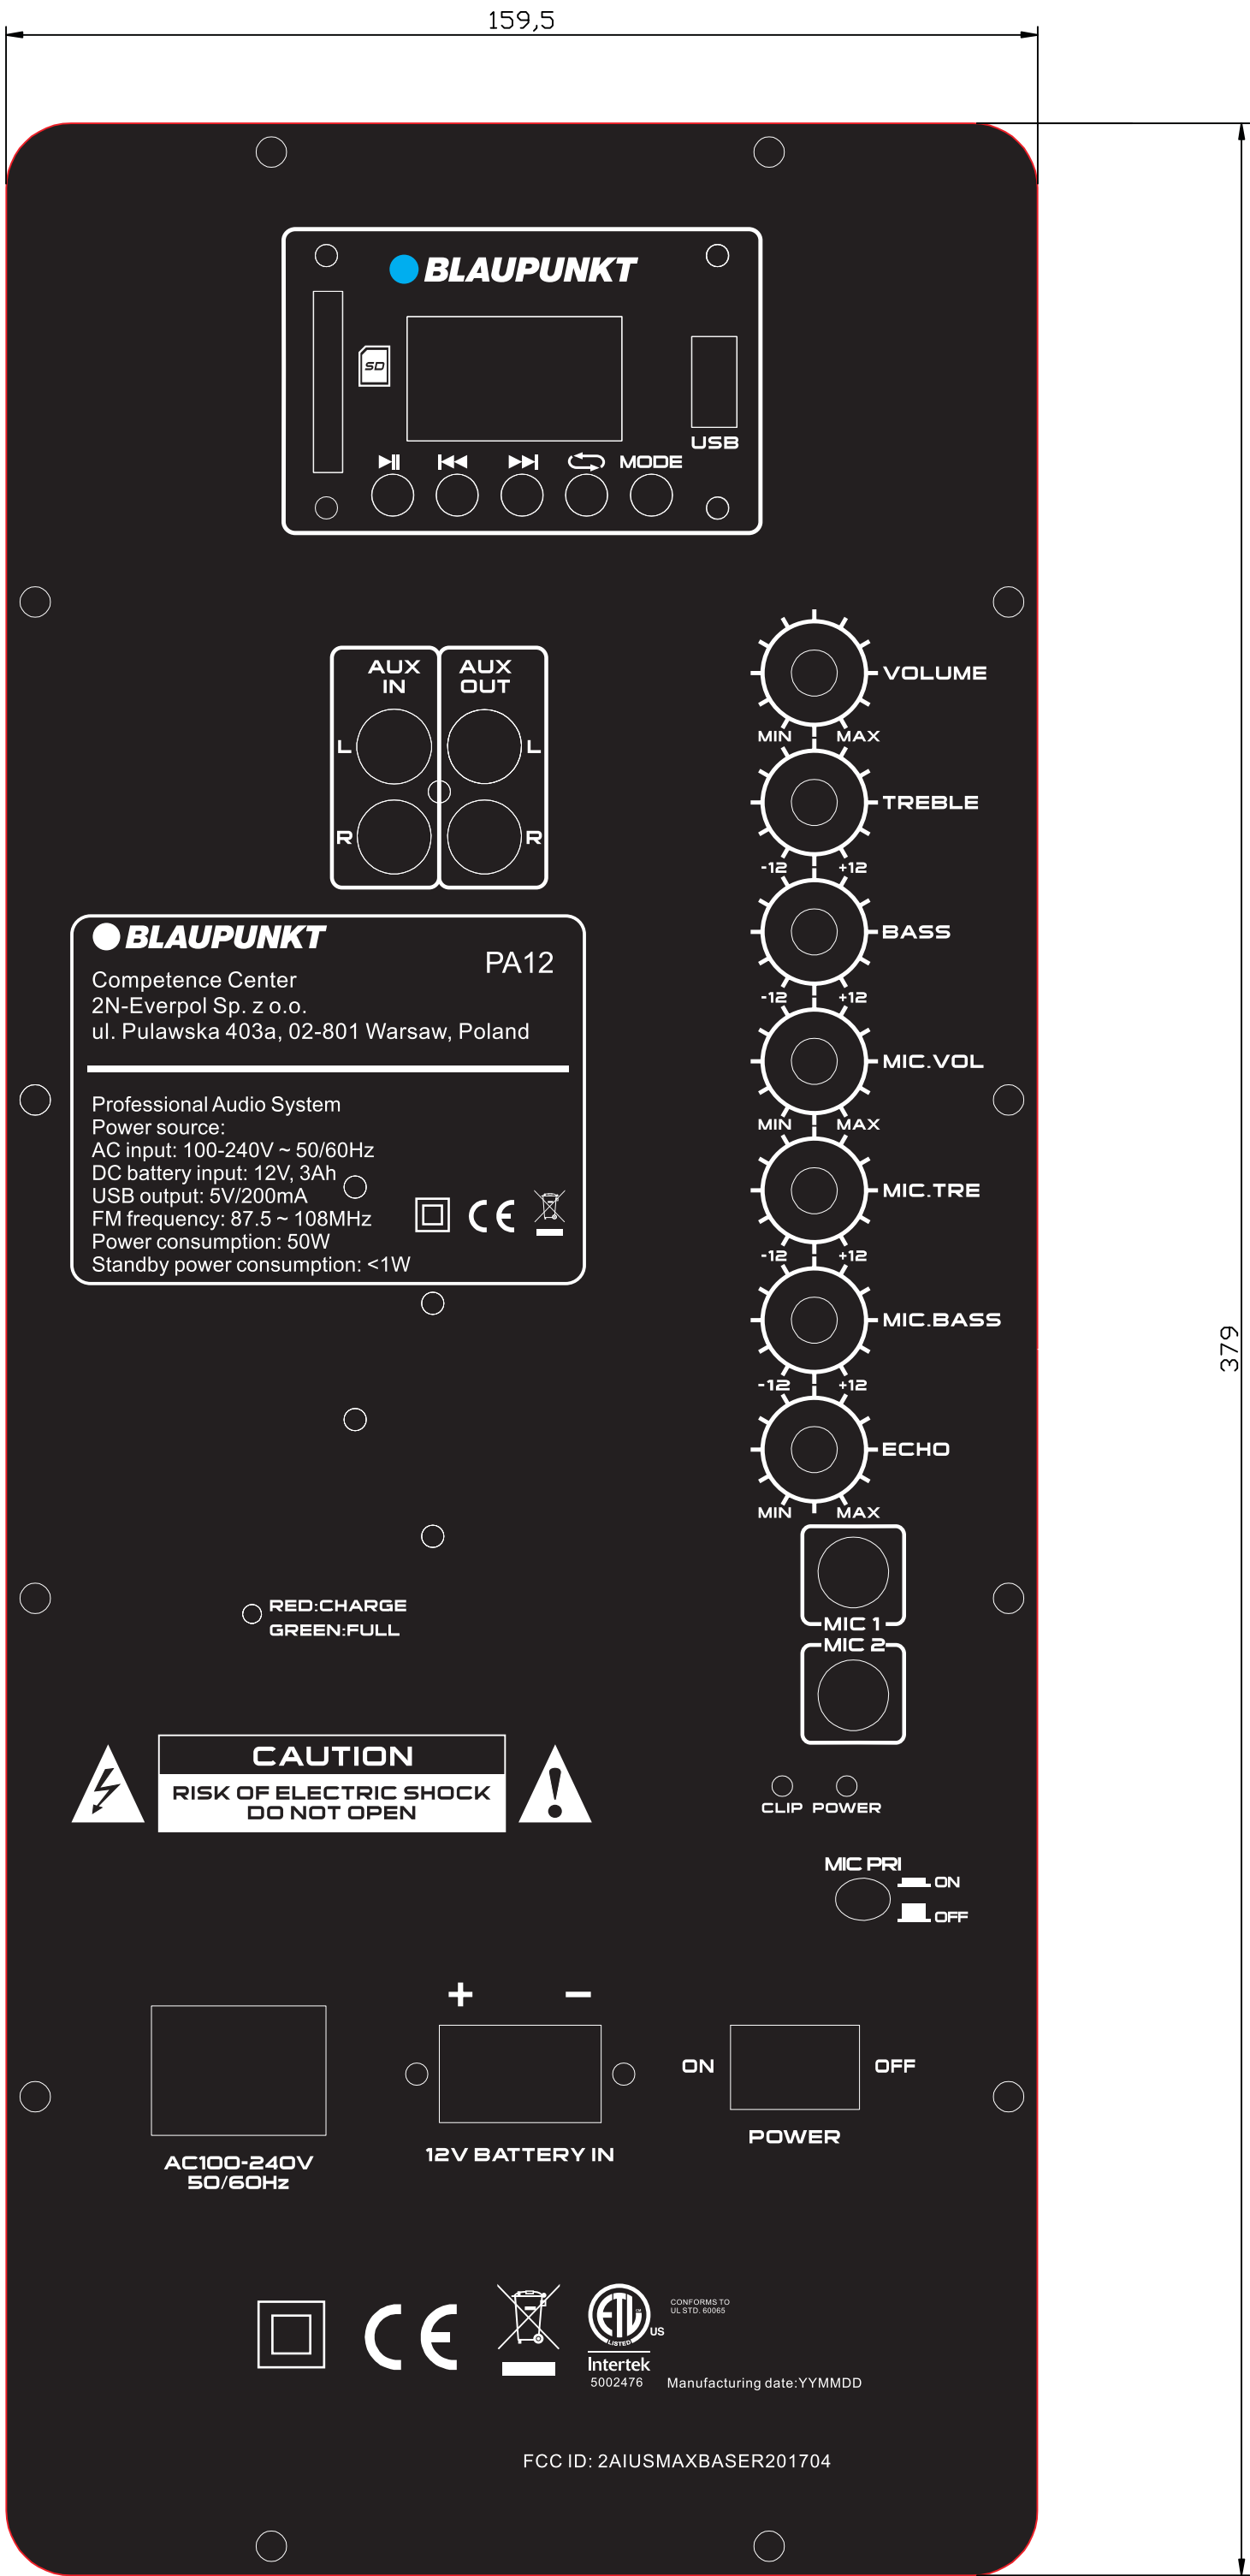 159,5
BLAUPUNKT
SD
USB
MODE
AUX IN
AUX OUT
L
L
R
R
VOLUME
MIN MAX
TREBLE
-12 +12
BASS
-12 +12
MIC.VOL
MIN MAX
MIC.TRE
-12 +12
MIC.BASS
-12 +12
ECHO
MIN MAX
BLAUPUNKT
PA12
Competence Center
2N-Everpol Sp. z o.o.
ul. Pulawska 403a, 02-801 Warsaw, Poland
Professional Audio System
Power source:
AC input: 100-240V ~ 50/60Hz
DC battery input: 12V, 3Ah
USB output: 5V/200mA
FM frequency: 87.5 ~ 108MHz
Power consumption: 50W
Standby power consumption: <1W
CE
379
RED:CHARGE
GREEN:FULL
MIC 1
MIC 2
CAUTION
RISK OF ELECTRIC SHOCK
DO NOT OPEN
CLIP POWER
MIC PRI
ON
OFF
+ −
ON OFF
POWER
12V BATTERY IN
AC100-240V
50/60Hz
CE
ETL
LISTED
US
Intertek
5002476
CONFORMS TO
UL STD. 60065
Manufacturing date:YYMMDD
FCC ID: 2AIUSMAXBASER201704